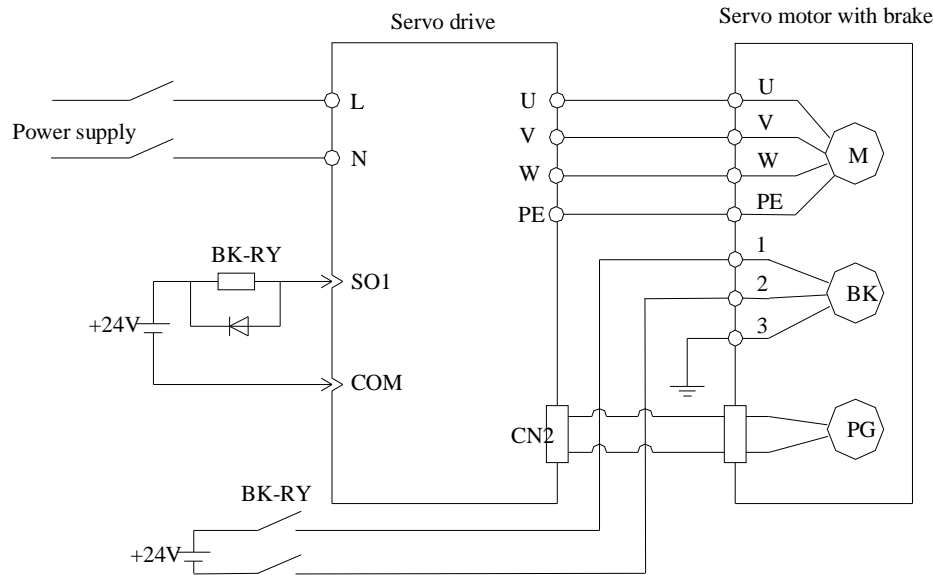 Servo drive
Servo motor with brake
L
U
U
Power supply
V
V
M
N
W
W
PE
PE
BK-RY
1
SO1
2
BK
+24V
3
COM
CN2
PG
BK-RY
+24V